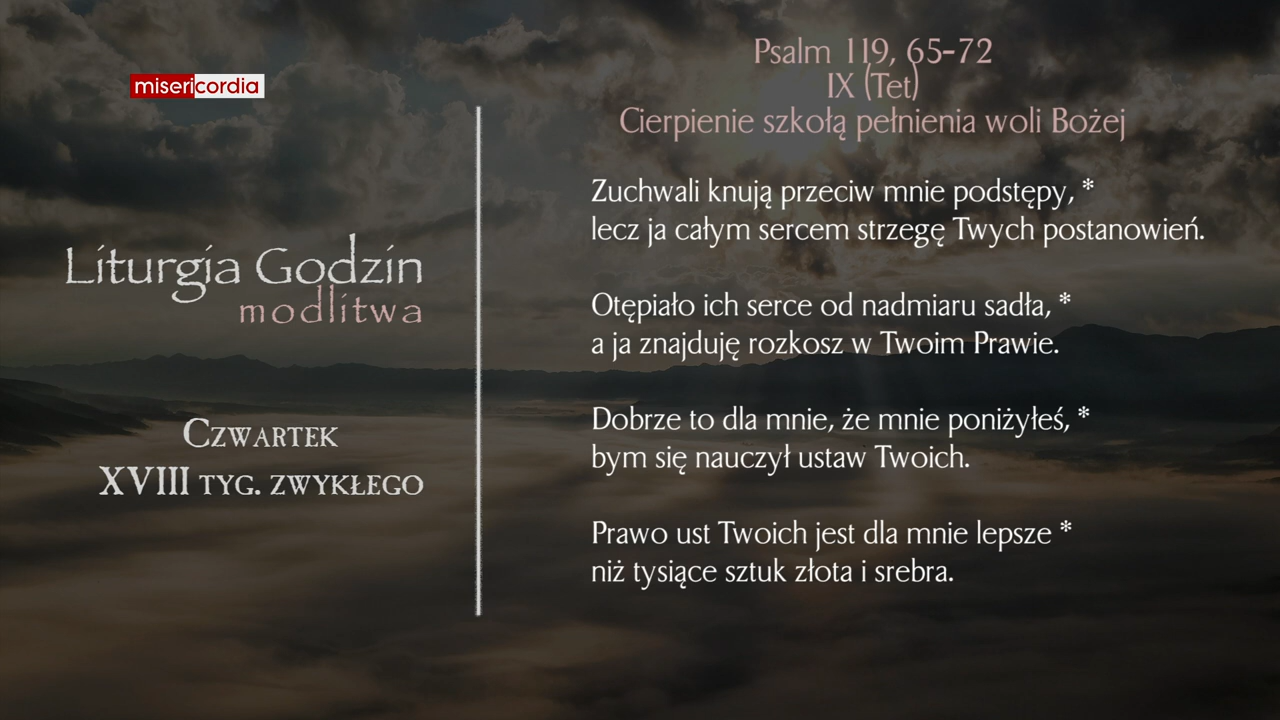 misericordia
Liturgia Godzin
modlitwa
Czwartek
XVIII tyg. zwykłego
Psalm 119, 65-72
IX (Tet)
Cierpienie szkołą pełnienia woli Bożej
Zuchwali knują przeciw mnie podstępy, *
lecz ja całym sercem strzegę Twych postanowień.
Otępiało ich serce od nadmiaru sadła, *
a ja znajduję rozkosz w Twoim Prawie.
Dobrze to dla mnie, że mnie poniżyłeś, *
bym się nauczył ustaw Twoich.
Prawo ust Twoich jest dla mnie lepsze *
niż tysiące sztuk złota i srebra.